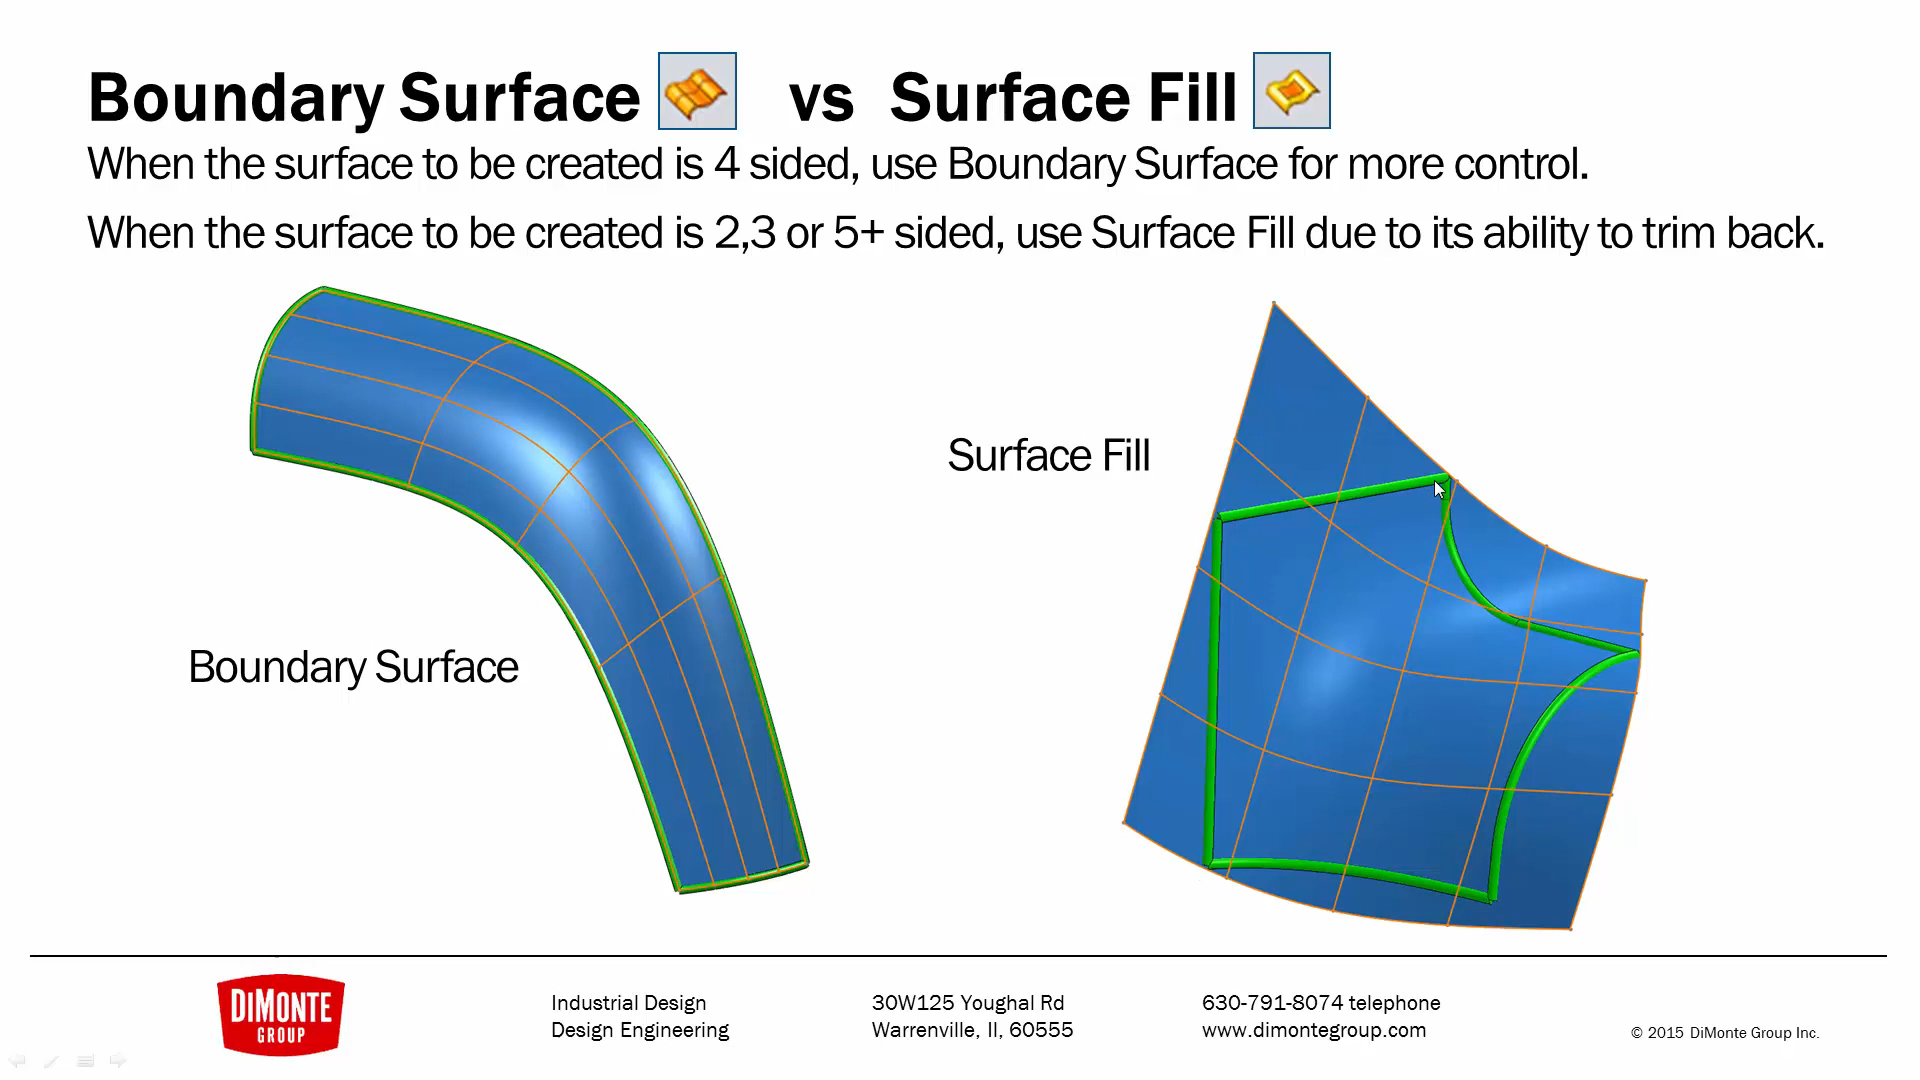 Boundary Surface vs Surface Fill
When the surface to be created is 4 sided, use Boundary Surface for more control.
When the surface to be created is 2,3 or 5+ sided, use Surface Fill due to its ability to trim back.
Surface Fill
Boundary Surface
DIMONTE
GROUP
Industrial Design
Design Engineering
30W125 Youghal Rd
Warrenville, Il, 60555
630-791-8074 telephone
www.dimontegroup.com
© 2015 DiMonte Group Inc.